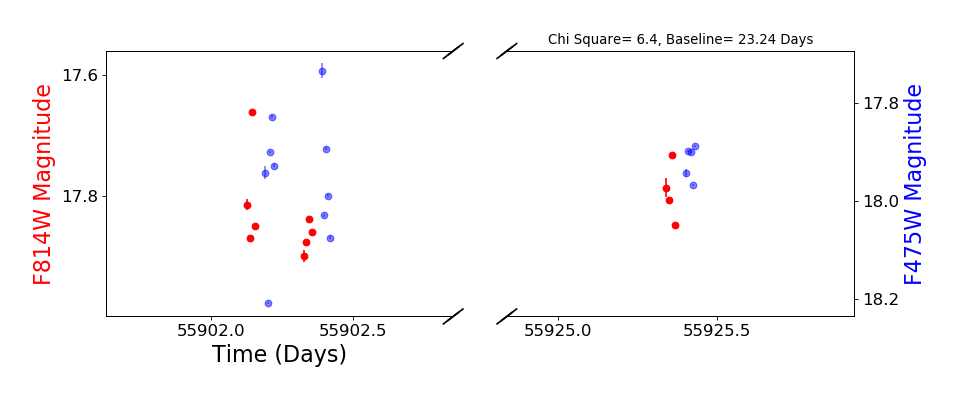 Chi Square= 6.4, Baseline= 23.24 Days
F814W Magnitude
17.6
17.8
17.8
18.0
18.2
F475W Magnitude
55902.0 55902.5 55925.0 55925.5
Time (Days)